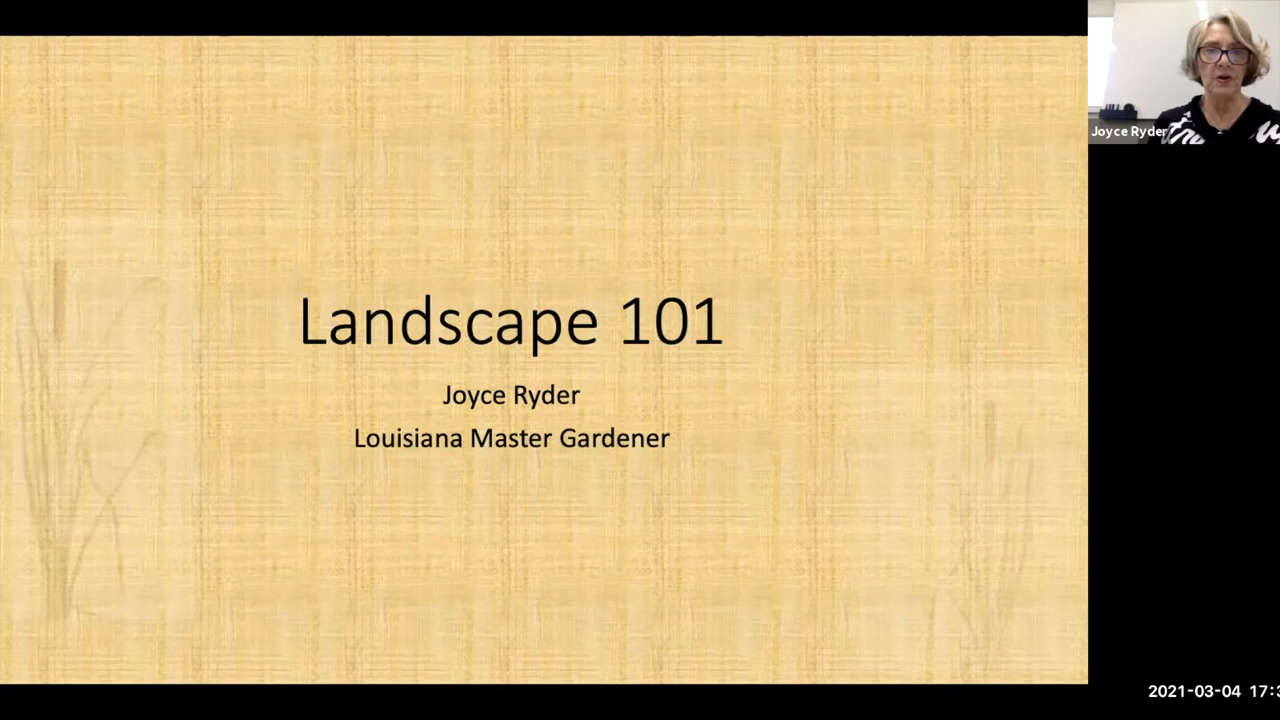 Joyce Ryder
Landscape 101
Joyce Ryder
Louisiana Master Gardener
2021-03-04 17:3